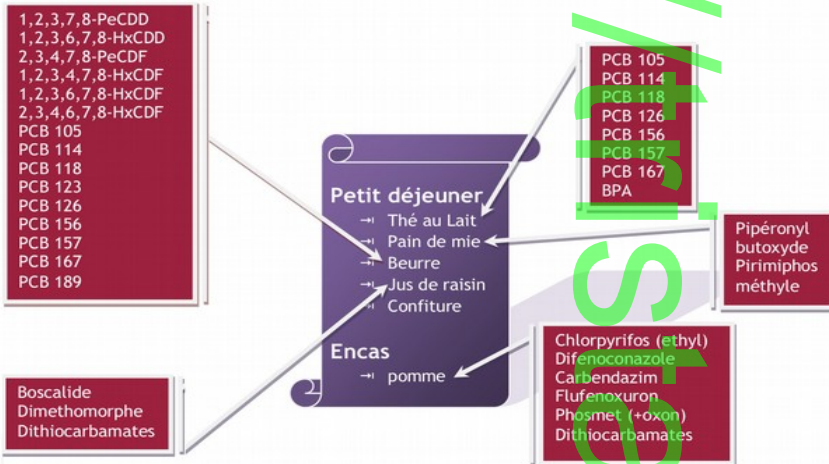 1,2,3,7,8-PeCDD
1,2,3,6,7,8-HxCDD
2,3,4,7,8-PeCDF
1,2,3,4,7,8-HxCDF
1,2,3,6,7,8-HxCDF
2,3,4,6,7,8-HxCDF
PCB 105
PCB 114
PCB 118
PCB 123
PCB 126
PCB 156
PCB 157
PCB 167
PCB 189
PCB 105
PCB 114
PCB 118
PCB 126
PCB 156
PCB 157
PCB 167
BPA
Petit déjeuner
Thé au Lait
Pain de mie
Beurre
Jus de raisin
Confiture
Encas
pomme
Pipéronyl
butoxyde
Pirimiphos
méthyle
Boscalide
Dimethomorphe
Dithiocarbamates
Chlorpyrifos (ethyl)
Difenoconazole
Carbendazim
Flufenoxuron
Phosmet (+oxon)
Dithiocarbamates